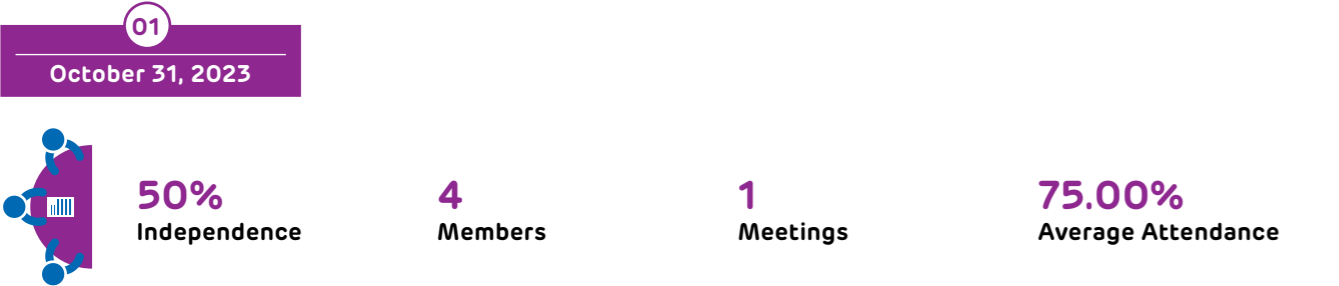 01
October 31, 2023
50%
Independence
4
Members
1
Meetings
75.00%
Average Attendance